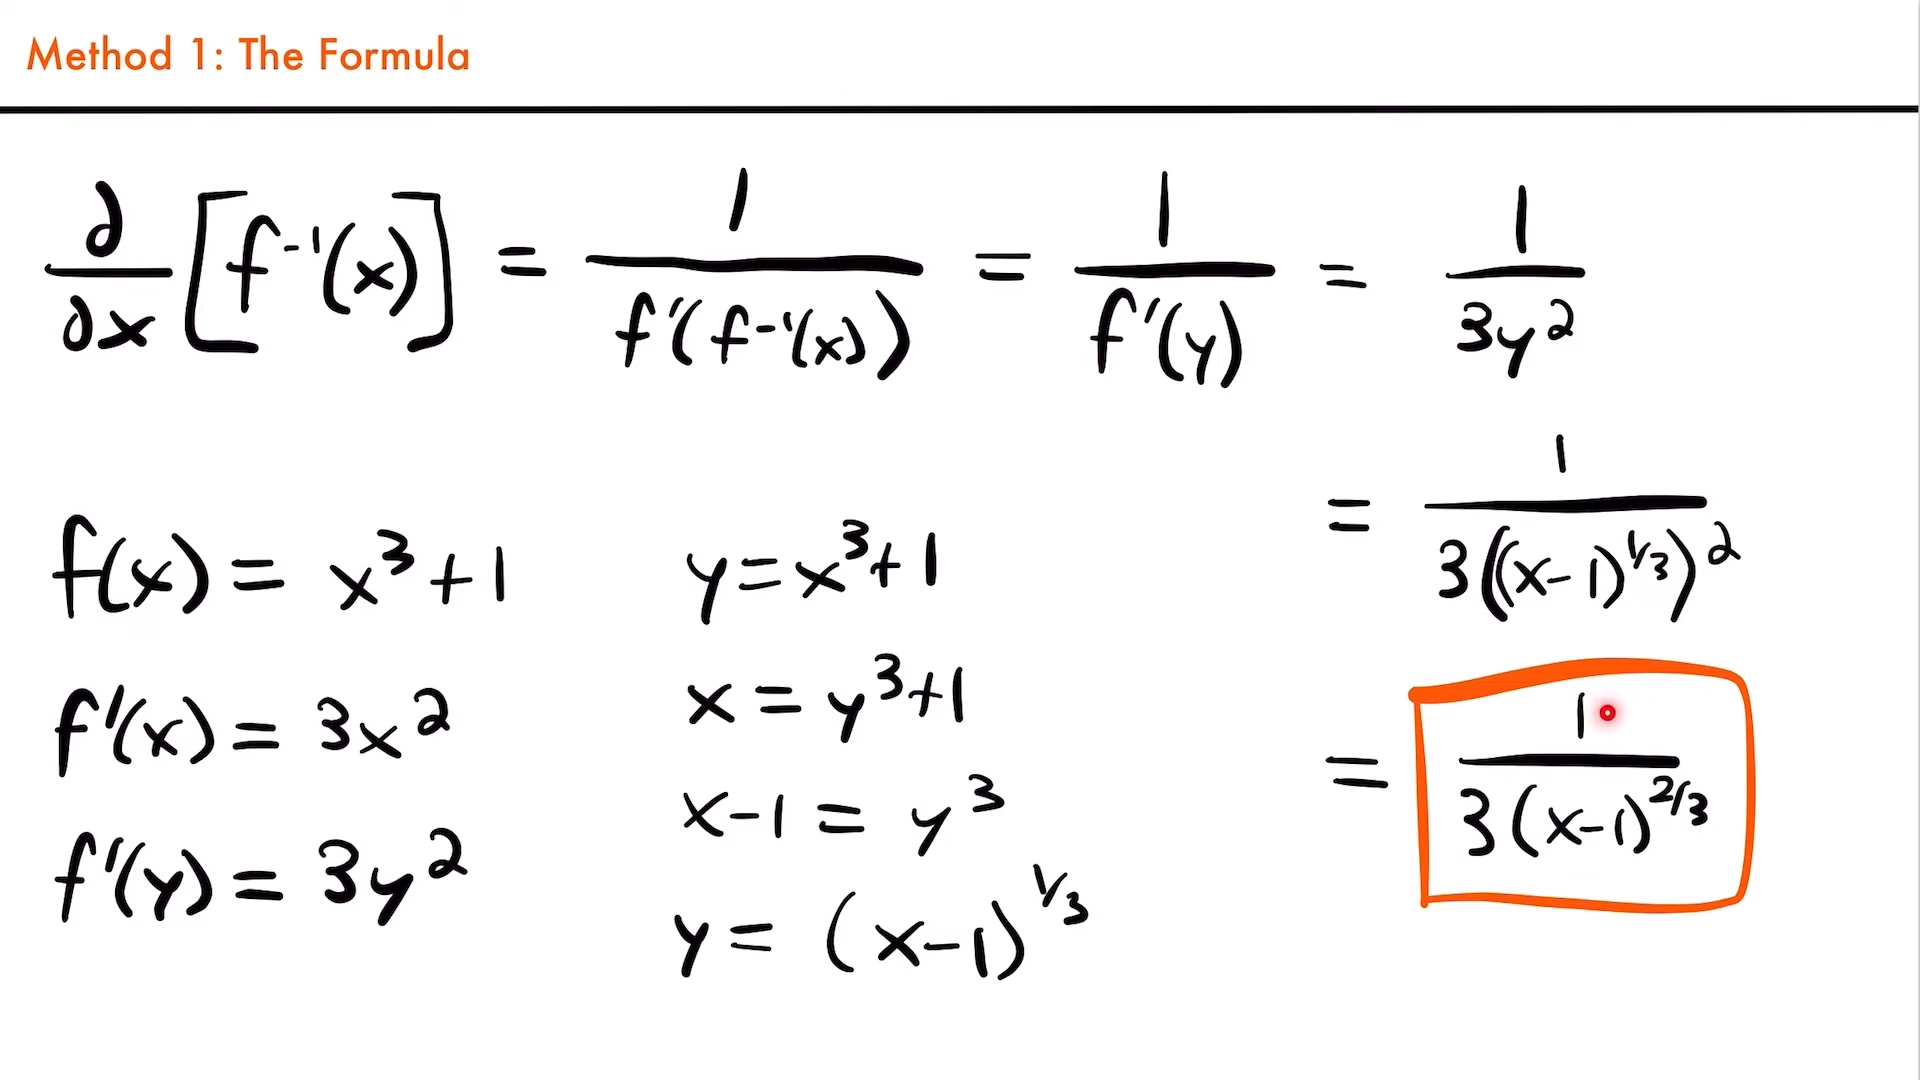 Method 1: The Formula
∂/∂x [f⁻¹(x)] = 1/(f'(f⁻¹(x))) = 1/(f'(y)) = 1/(3y²)
= 1/(3((x-1)^(1/3))²)
= 1/(3(x-1)^(2/3))
f(x) = x³+1
f'(x) = 3x²
f'(y) = 3y²
y = x³+1
x = y³+1
x-1 = y³
y = (x-1)^(1/3)